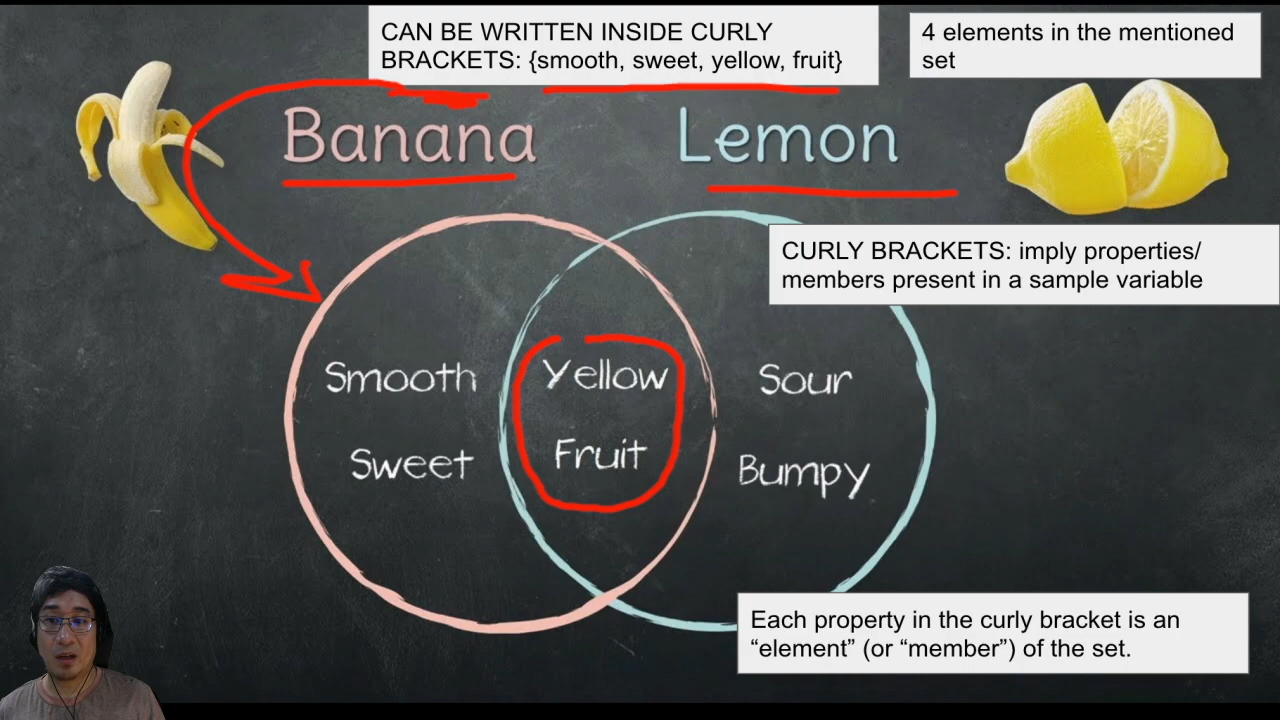 CAN BE WRITTEN INSIDE CURLY
BRACKETS: {smooth, sweet, yellow, fruit}
4 elements in the mentioned
set
Banana
Lemon
CURLY BRACKETS: imply properties/
members present in a sample variable
Smooth
Yellow
Sour
Sweet
Fruit
Bumpy
Each property in the curly bracket is an
“element” (or “member”) of the set.